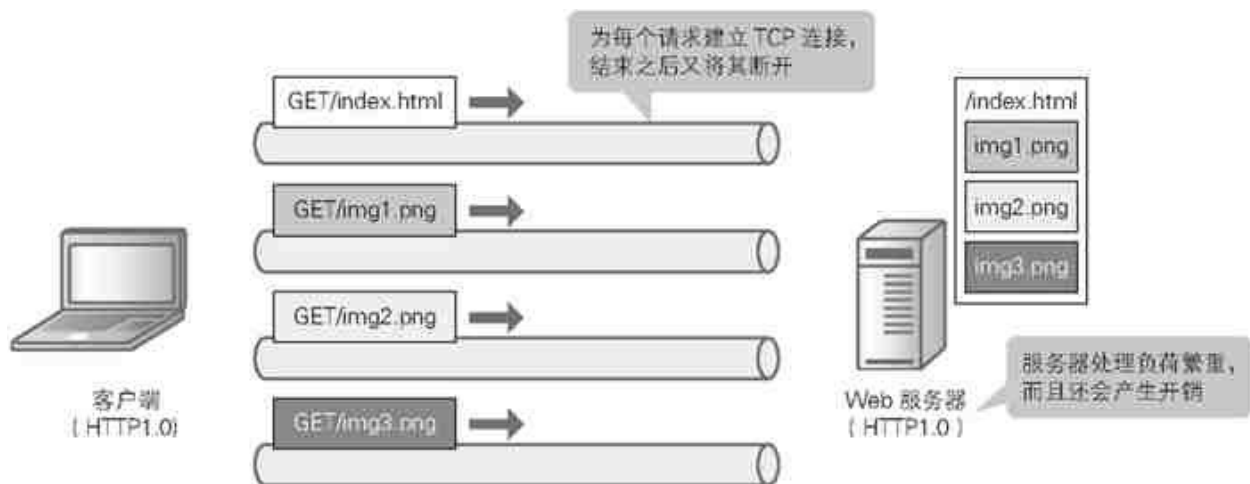 为每个请求建立 TCP 连接，
结束之后又将其断开
GET/index.html
GET/img1.png
GET/img2.png
GET/img3.png
/index.html
img1.png
img2.png
img3.png
客户端
( HTTP1.0)
Web 服务器
( HTTP1.0 )
服务器处理负荷繁重，
而且还会产生开销